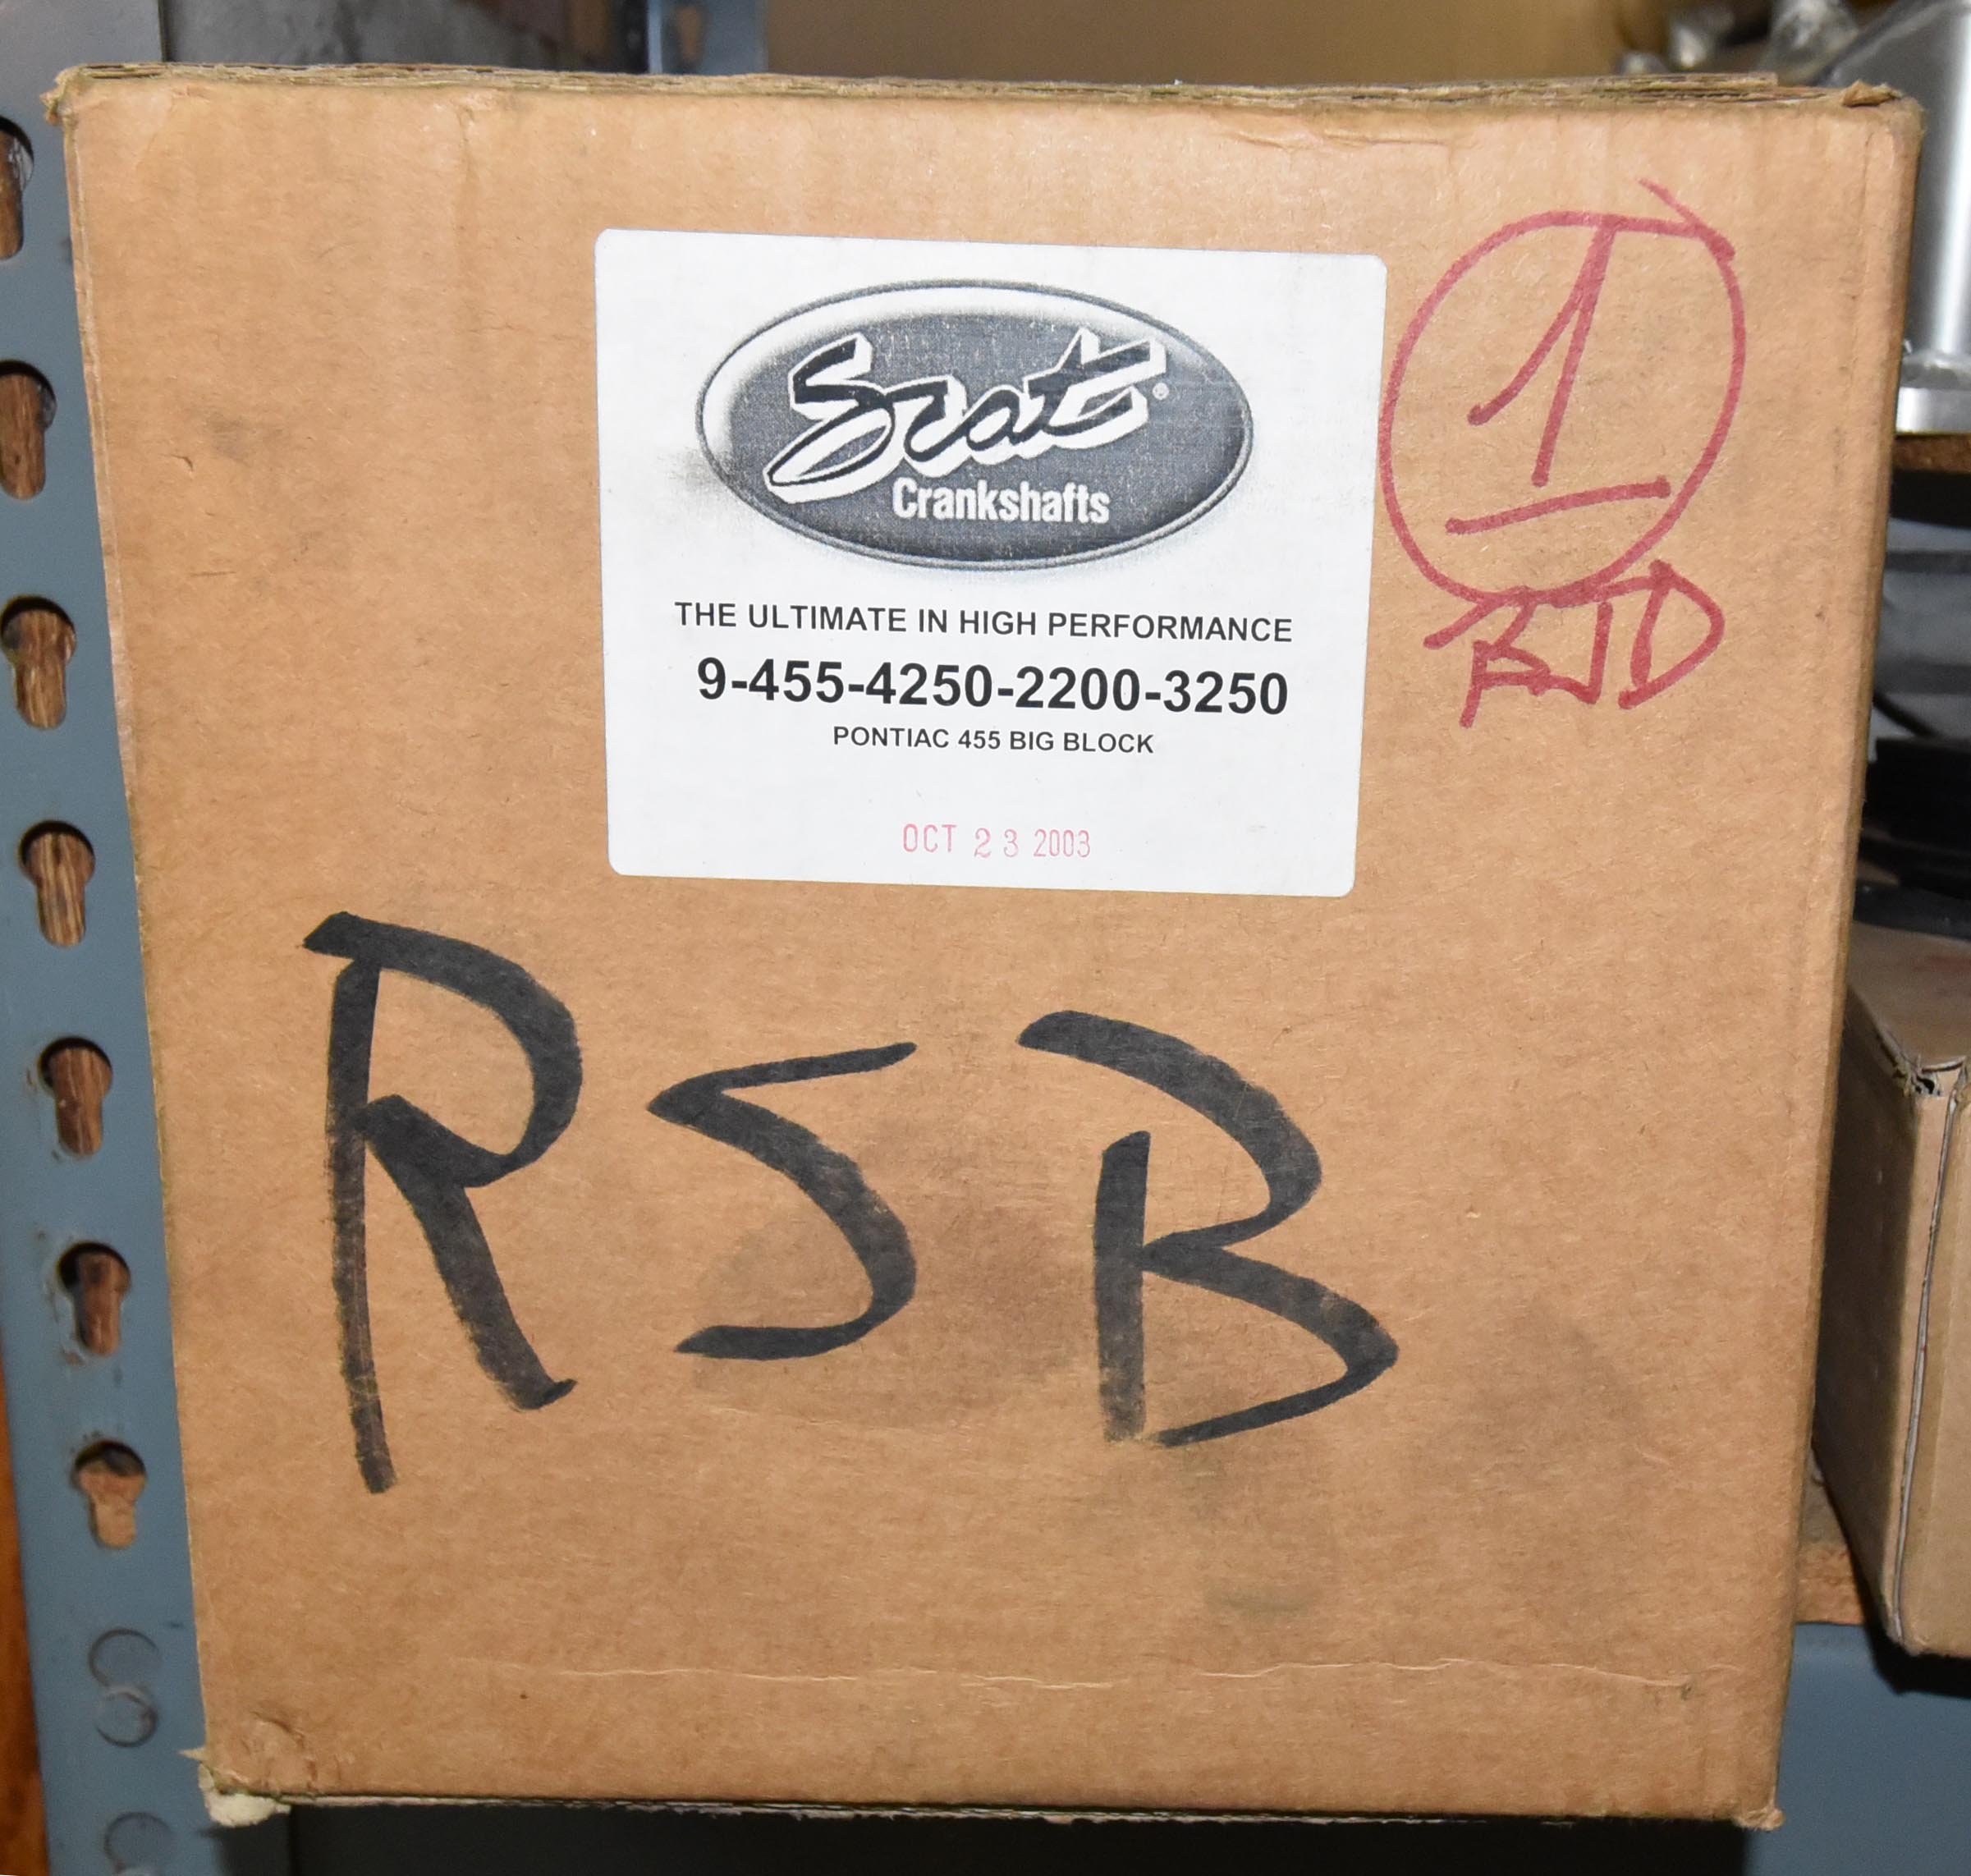 Scat®
Crankshafts
THE ULTIMATE IN HIGH PERFORMANCE
9-455-4250-2200-3250
PONTIAC 455 BIG BLOCK
OCT 23 2003
1
RSB